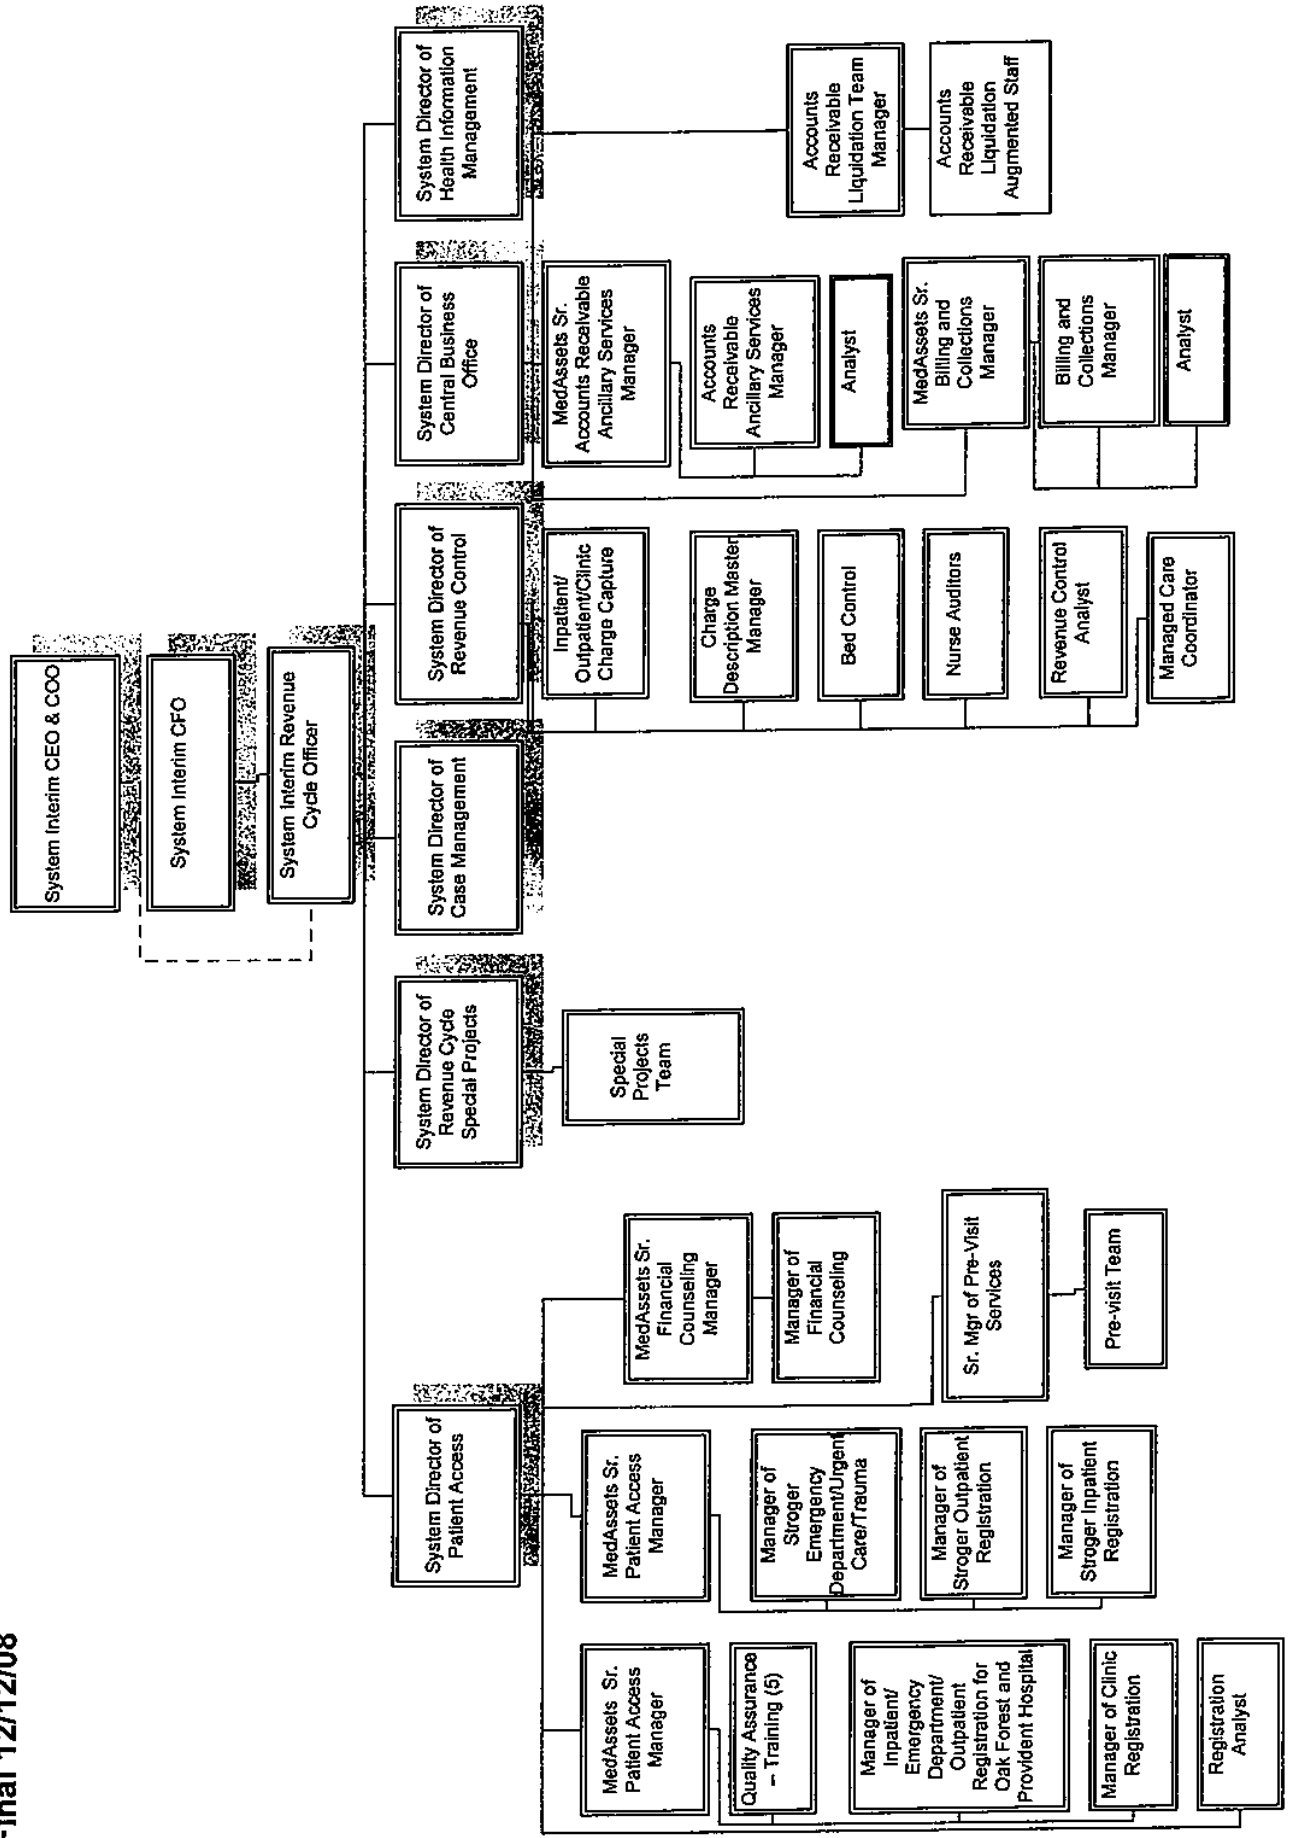 Final 12/12/08
System Interim CEO & COO
System Interim CFO
System Interim Revenue
Cycle Officer
System Director of
Patient Access
System Director of
Revenue Cycle
Special Projects
System Director of
Case Management
System Director of
Revenue Control
System Director of
Central Business
Office
System Director of
Health Information
Management
MedAssets Sr.
Patient Access
Manager
Quality Assurance
– Training (5)
Manager of
Inpatient/
Emergency
Department/
Outpatient
Registration for
Oak Forest and
Provident Hospital
Manager of Clinic
Registration
Registration
Analyst
MedAssets Sr.
Patient Access
Manager
Manager of
Stroger
Emergency
Department/Urgent
Care/Trauma
Manager of
Stroger Outpatient
Registration
Manager of
Stroger Inpatient
Registration
MedAssets Sr.
Financial
Counseling
Manager
Manager of
Financial
Counseling
Sr. Mgr of Pre-Visit
Services
Pre-visit Team
Special
Projects
Team
Inpatient/
Outpatient/Clinic
Charge Capture
Charge
Description Master
Manager
Bed Control
Nurse Auditors
Revenue Control
Analyst
Managed Care
Coordinator
MedAssets Sr.
Accounts Receivable
Ancillary Services
Manager
Accounts
Receivable
Ancillary Services
Manager
Analyst
MedAssets Sr.
Billing and
Collections
Manager
Billing and
Collections
Manager
Analyst
Accounts
Receivable
Liquidation Team
Manager
Accounts
Receivable
Liquidation
Augmented Staff